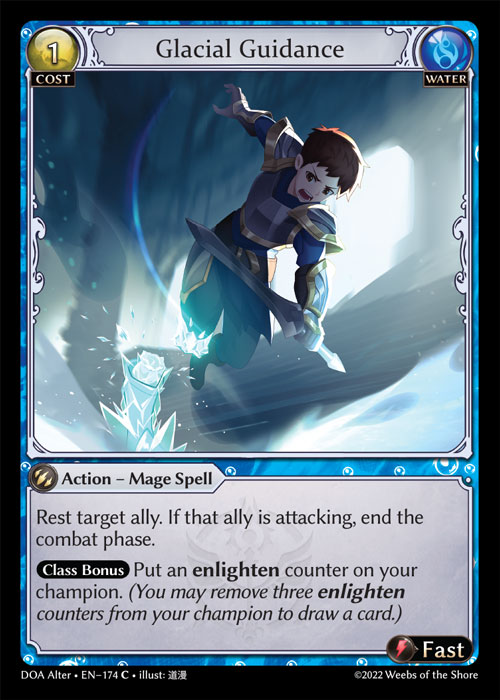 1
Glacial Guidance
COST
WATER
Action – Mage Spell
Rest target ally. If that ally is attacking, end the
combat phase.
Class Bonus Put an enlighten counter on your
champion. (You may remove three enlighten
counters from your champion to draw a card.)
Fast
DOA Alter • EN–174 C • illust: 道漫
©2022 Weebs of the Shore